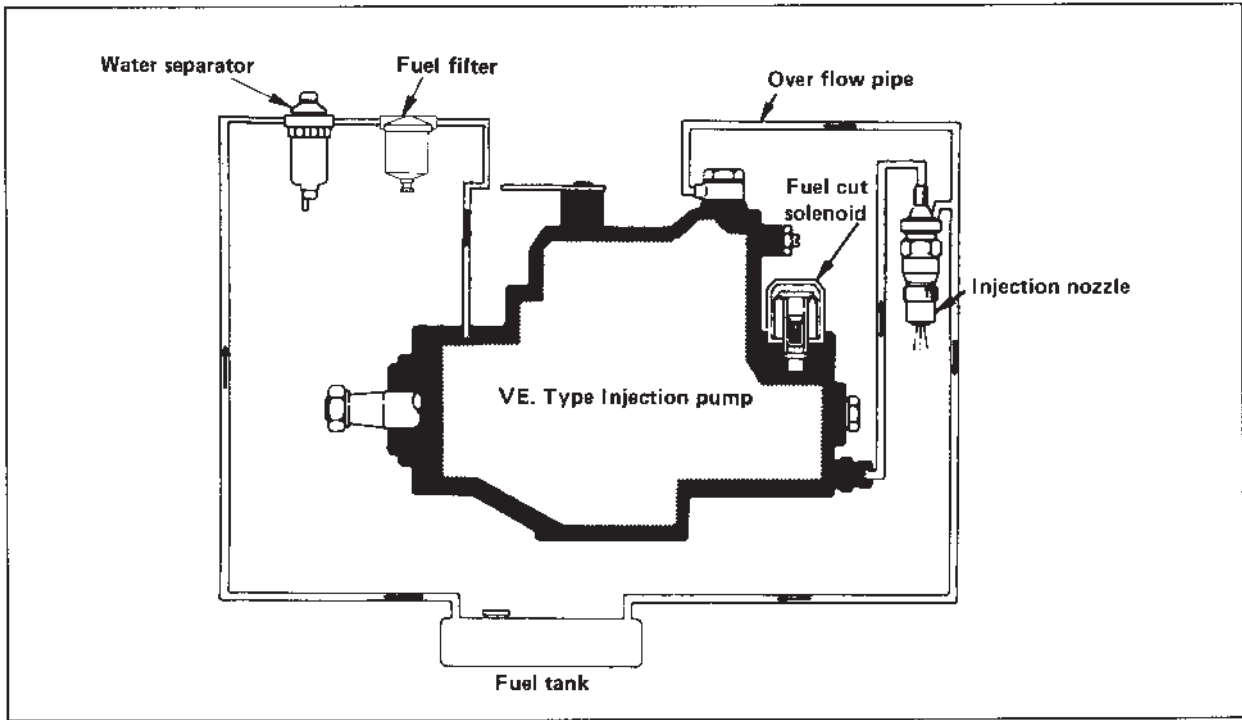 Water separator
Fuel filter
Over flow pipe
Fuel cut
solenoid
Injection nozzle
VE. Type Injection pump
Fuel tank